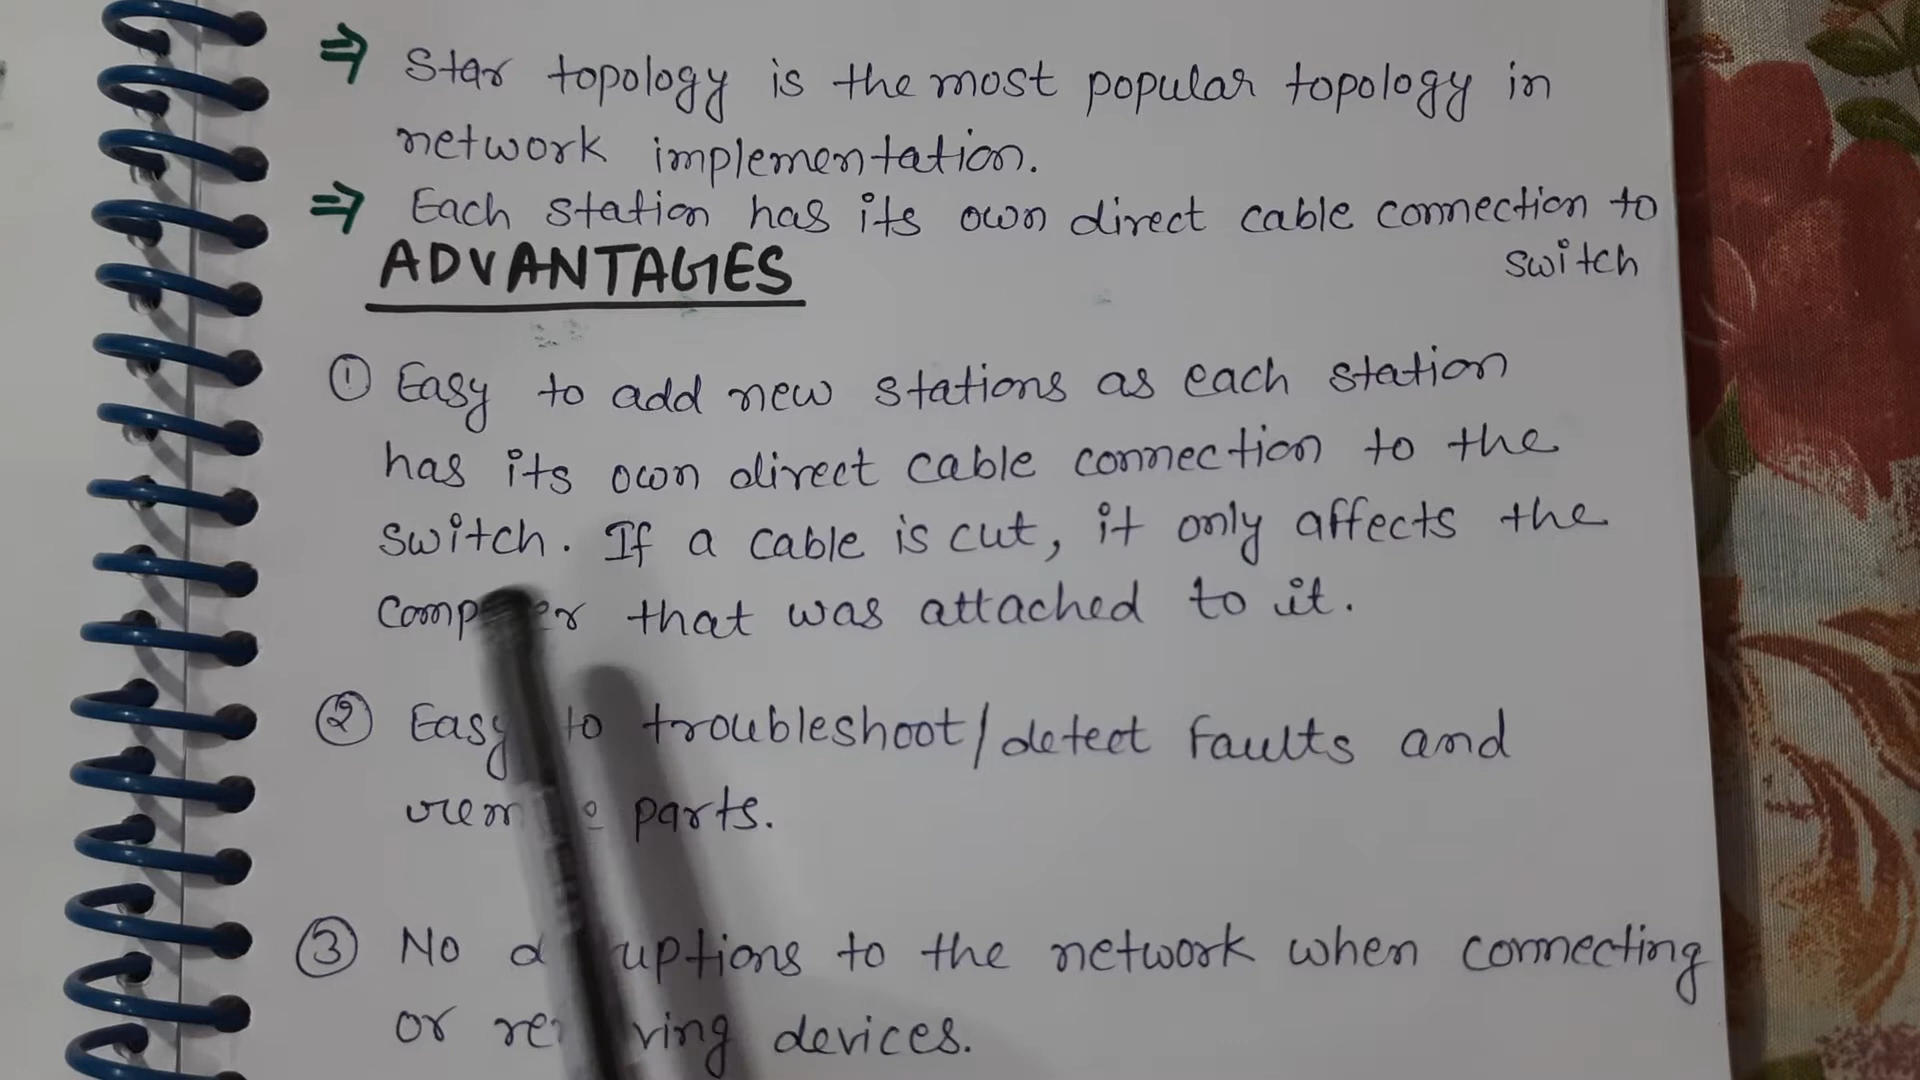 ⇒ Star topology is the most popular topology in
network implementation.
⇒ Each station has its own direct cable connection to
switch
ADVANTAGES
① Easy to add new stations as each station
has its own direct cable connection to the
switch. If a cable is cut, it only affects the
that was attached to it.
② Easy to troubleshoot/detect faults and
parts.
③ No to the network when connecting
or devices.